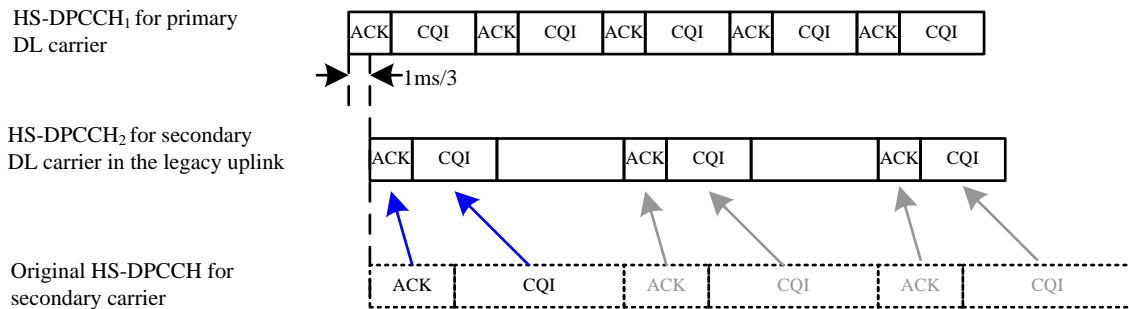 HS-DPCCH₁ for primary
DL carrier
ACK CQI ACK CQI ACK CQI ACK CQI ACK CQI
1ms/3
HS-DPCCH₂ for secondary
DL carrier in the legacy uplink
ACK CQI ACK CQI ACK CQI
Original HS-DPCCH for
secondary carrier
ACK CQI ACK CQI ACK CQI